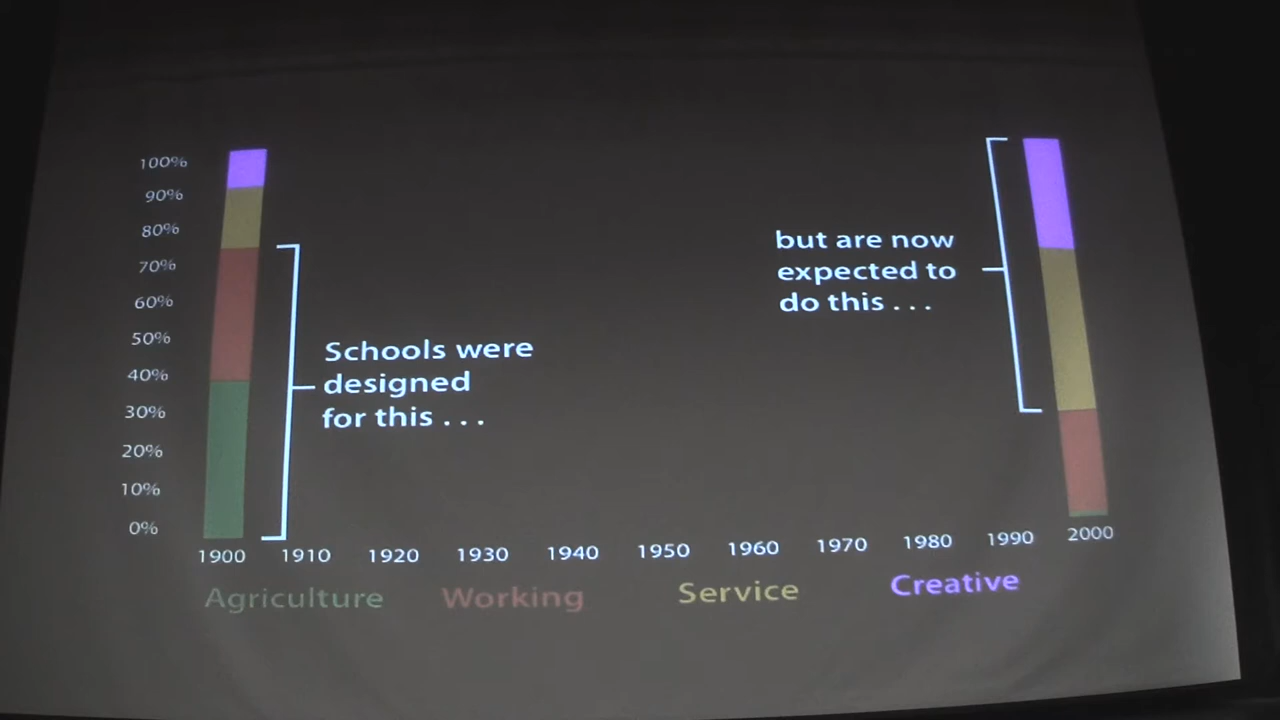 100%
90%
80%
70%
60%
50%
40%
30%
20%
10%
0%
Schools were
designed
for this . . .
but are now
expected to
do this . . .
1900 1910 1920 1930 1940 1950 1960 1970 1980 1990 2000
Agriculture Working Service Creative